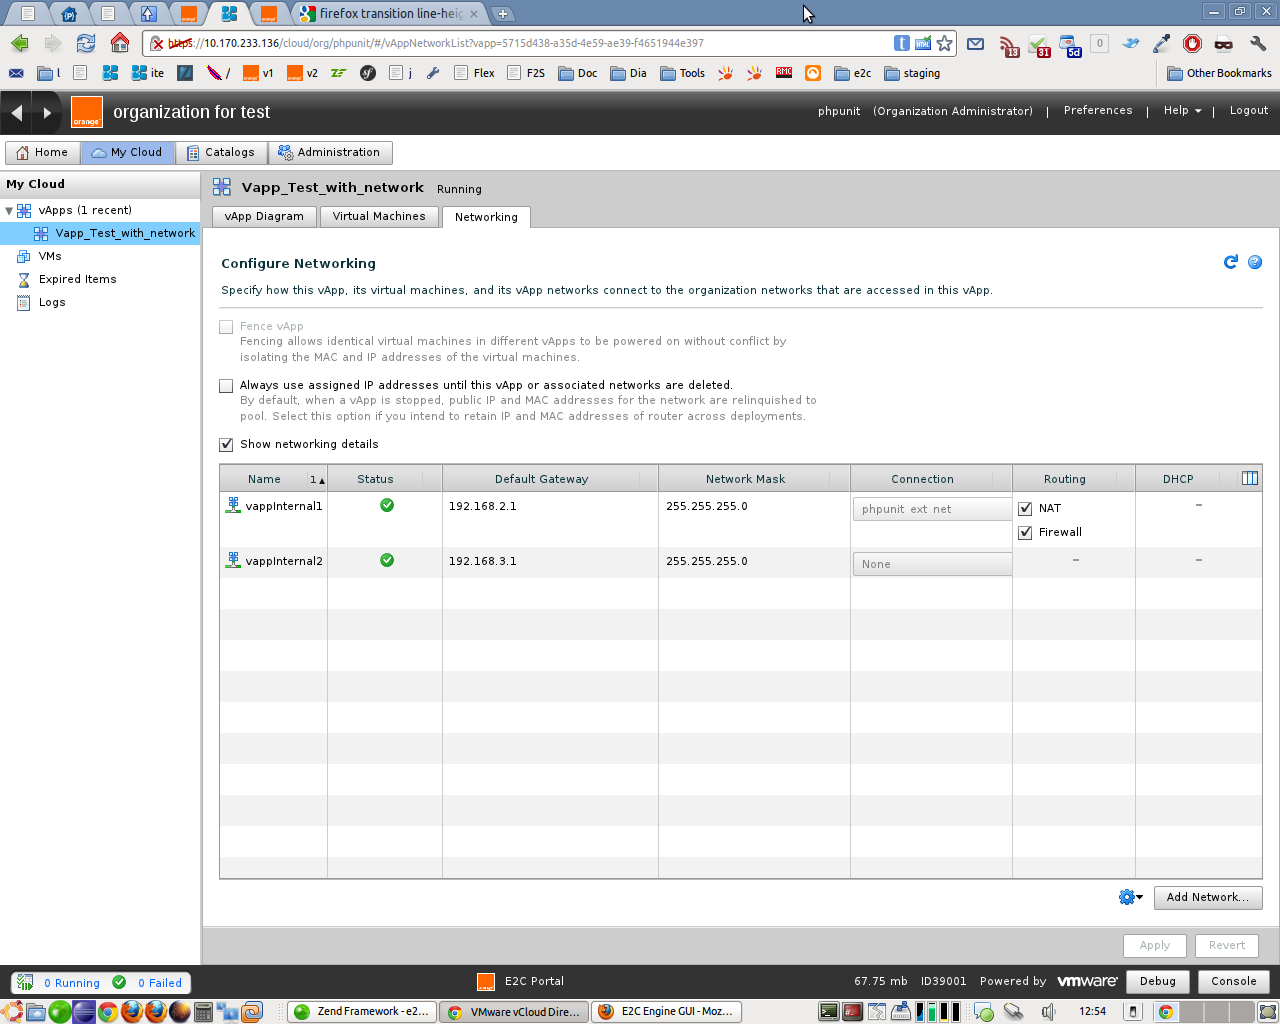 firefox transition line-heig
https://10.170.233.136/cloud/org/phpunit/#/vAppNetworkList?vapp=5715d438-a35d-4e59-ae39-f4651944e397
13
31
5d
0
l
ite
/
v1
v2
j
Flex
F2S
Doc
Dia
Tools
RMC
e2c
staging
Other Bookmarks
orange
organization for test
phpunit (Organization Administrator) | Preferences | Help | Logout
Home
My Cloud
Catalogs
Administration
My Cloud
vApps (1 recent)
Vapp_Test_with_network
VMs
Expired Items
Logs
Vapp_Test_with_network Running
vApp Diagram
Virtual Machines
Networking
Configure Networking
Specify how this vApp, its virtual machines, and its vApp networks connect to the organization networks that are accessed in this vApp.
Fence vApp
Fencing allows identical virtual machines in different vApps to be powered on without conflict by
isolating the MAC and IP addresses of the virtual machines.
Always use assigned IP addresses until this vApp or associated networks are deleted.
By default, when a vApp is stopped, public IP and MAC addresses for the network are relinquished to
pool. Select this option if you intend to retain IP and MAC addresses of router across deployments.
Show networking details
Name 1▲ Status Default Gateway Network Mask Connection Routing DHCP
vappInternal1 192.168.2.1 255.255.255.0 phpunit ext net NAT –
Firewall
vappInternal2 192.168.3.1 255.255.255.0 None – –
Add Network...
Apply
Revert
0 Running
0 Failed
E2C Portal
67.75 mb
ID39001
Powered by vmware
Debug
Console
Zend Framework - e2...
VMware vCloud Dire...
E2C Engine GUI - Moz...
12:54